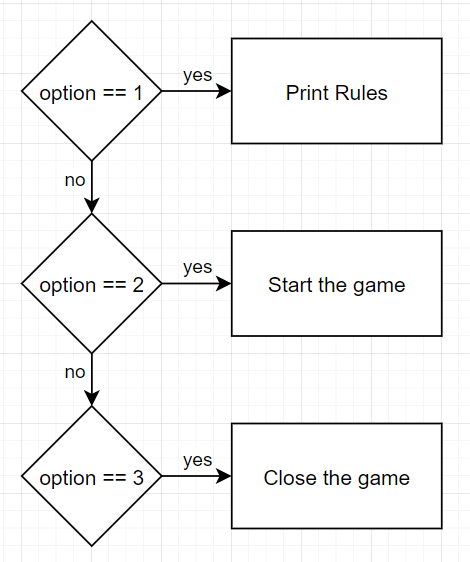 option == 1
yes
Print Rules
no
option == 2
yes
Start the game
no
option == 3
yes
Close the game